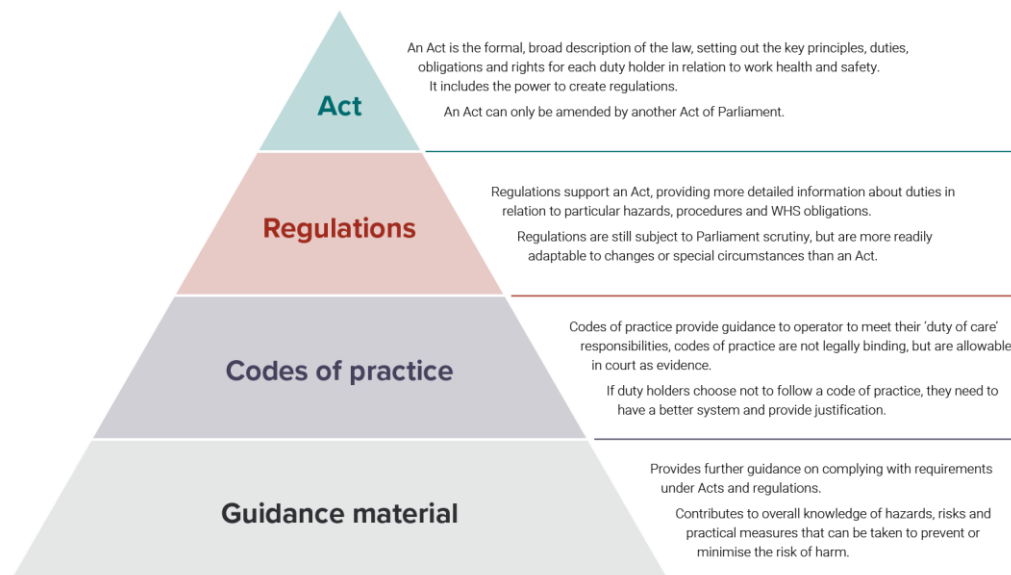 An Act is the formal, broad description of the law, setting out the key principles, duties,
obligations and rights for each duty holder in relation to work health and safety.
It includes the power to create regulations.
Act
An Act can only be amended by another Act of Parliament.
Regulations support an Act, providing more detailed information about duties in
relation to particular hazards, procedures and WHS obligations.
Regulations
Regulations are still subject to Parliament scrutiny, but are more readily
adaptable to changes or special circumstances than an Act.
Codes of practice provide guidance to operator to meet their ‘duty of care’
responsibilities, codes of practice are not legally binding, but are allowable
in court as evidence.
Codes of practice
If duty holders choose not to follow a code of practice, they need to
have a better system and provide justification.
Provides further guidance on complying with requirements
under Acts and regulations.
Guidance material
Contributes to overall knowledge of hazards, risks and
practical measures that can be taken to prevent or
minimise the risk of harm.